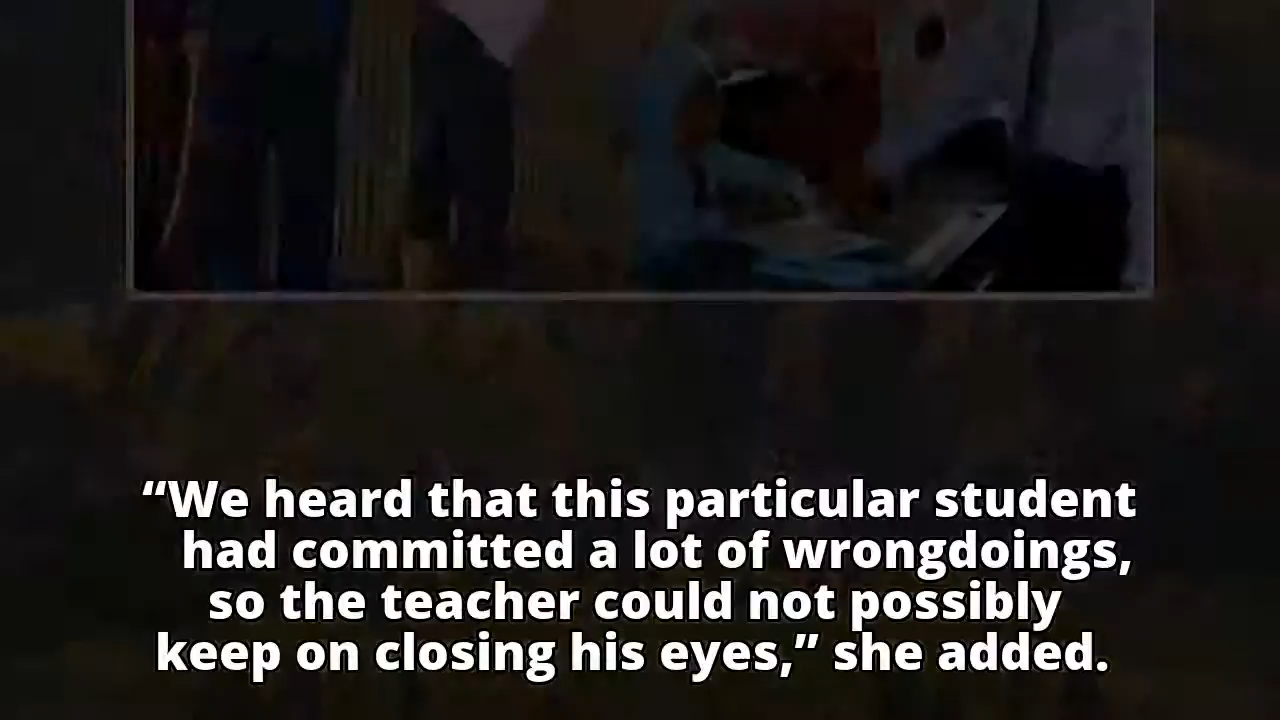 “We heard that this particular student
had committed a lot of wrongdoings,
so the teacher could not possibly
keep on closing his eyes,” she added.